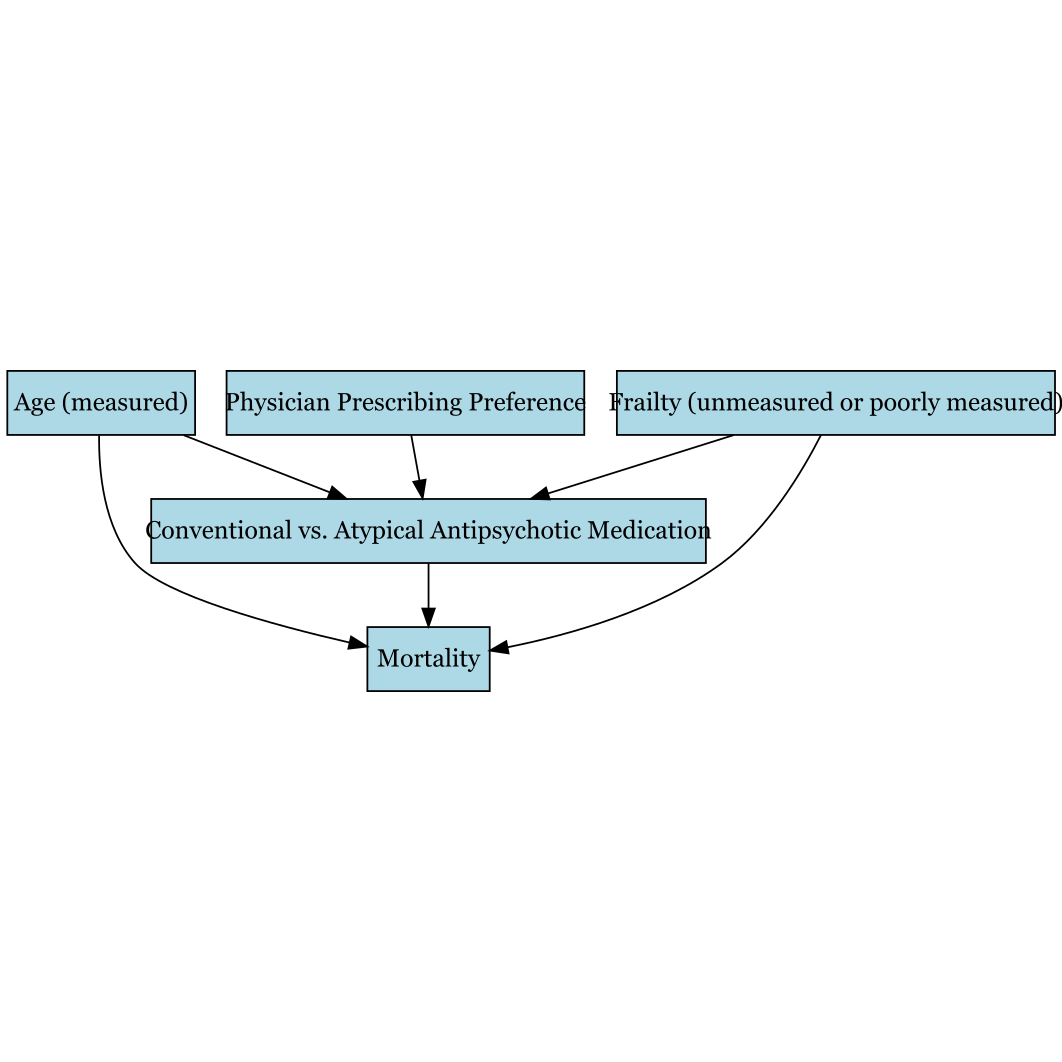 Age (measured)
Physician Prescribing Preference
Frailty (unmeasured or poorly measured)
Conventional vs. Atypical Antipsychotic Medication
Mortality